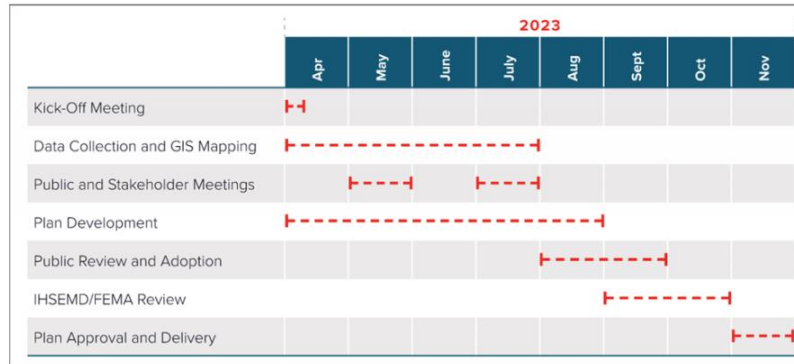 2023
Apr May June July Aug Sept Oct Nov
Kick-Off Meeting
Data Collection and GIS Mapping
Public and Stakeholder Meetings
Plan Development
Public Review and Adoption
IHSEMD/FEMA Review
Plan Approval and Delivery